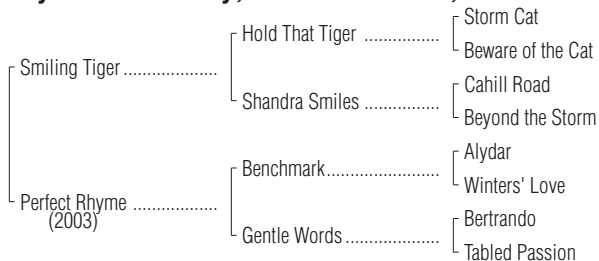 Storm Cat
Hold That Tiger ................
Beware of the Cat
Smiling Tiger ....................
Cahill Road
Shandra Smiles ................
Beyond the Storm
Alydar
Benchmark........................
Winters' Love
Perfect Rhyme ..................
(2003)
Bertrando
Gentle Words....................
Tabled Passion